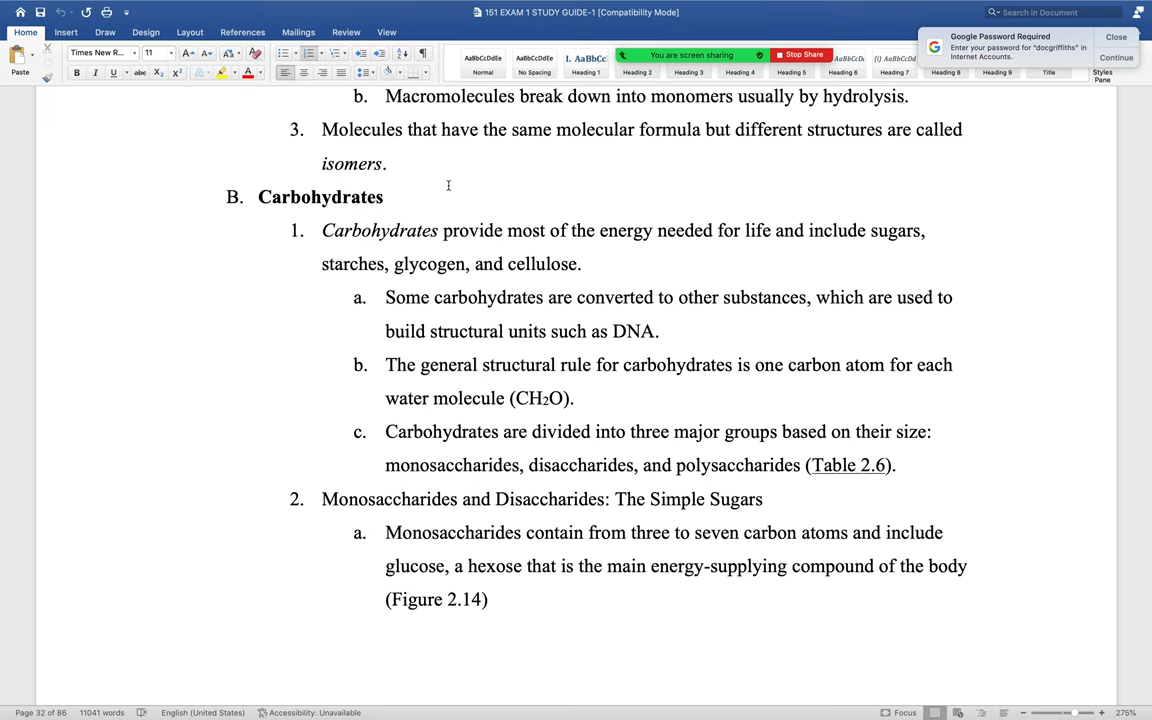 151 EXAM 1 STUDY GUIDE-1 [Compatibility Mode]
Search in Document
Home Insert Draw Design Layout References Mailings Review View
Google Password Required
Enter your password for "docgriffiths" in
Internet Accounts.
Close
Continue
Paste
Times New R... 11
You are screen sharing
Stop Share
AaBbCcDdEe AaBbCcDdEe I. AaBbCc
Normal No Spacing Heading 1 Heading 2 Heading 3 Heading 4 Heading 5 Heading 6 Heading 7 Heading 8 Heading 9 Title
Styles
Pane
b. Macromolecules break down into monomers usually by hydrolysis.
3. Molecules that have the same molecular formula but different structures are called
isomers.
B. Carbohydrates
1. Carbohydrates provide most of the energy needed for life and include sugars,
starches, glycogen, and cellulose.
a. Some carbohydrates are converted to other substances, which are used to
build structural units such as DNA.
b. The general structural rule for carbohydrates is one carbon atom for each
water molecule (CH2O).
c. Carbohydrates are divided into three major groups based on their size:
monosaccharides, disaccharides, and polysaccharides (Table 2.6).
2. Monosaccharides and Disaccharides: The Simple Sugars
a. Monosaccharides contain from three to seven carbon atoms and include
glucose, a hexose that is the main energy-supplying compound of the body
(Figure 2.14)
Page 32 of 86 11041 words English (United States) Accessibility: Unavailable
Focus
275%